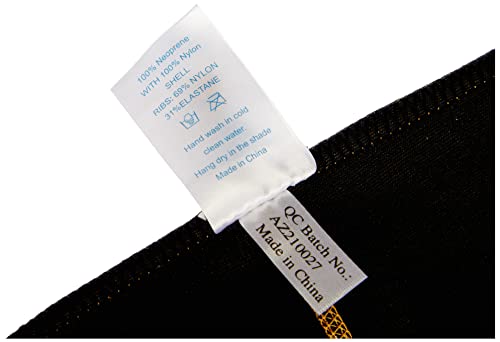 100% Neoprene
WITH 100% Nylon
SHELL
RIBS: 69% NYLON
31%ELASTANE
Hand wash in cold
clean water.
Hang dry in the shade
Made in China
QC Batch No.:
AZ210027
Made in China